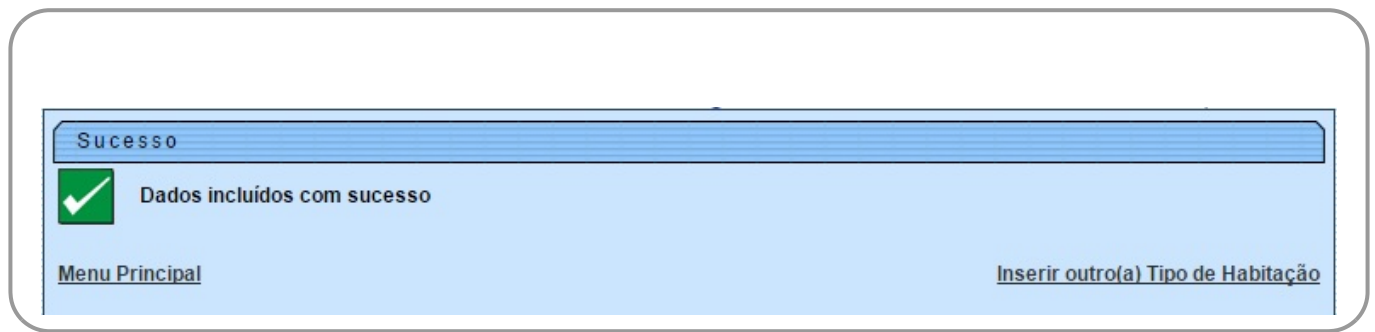 Sucesso
Dados incluídos com sucesso
Menu Principal
Inserir outro(a) Tipo de Habitação